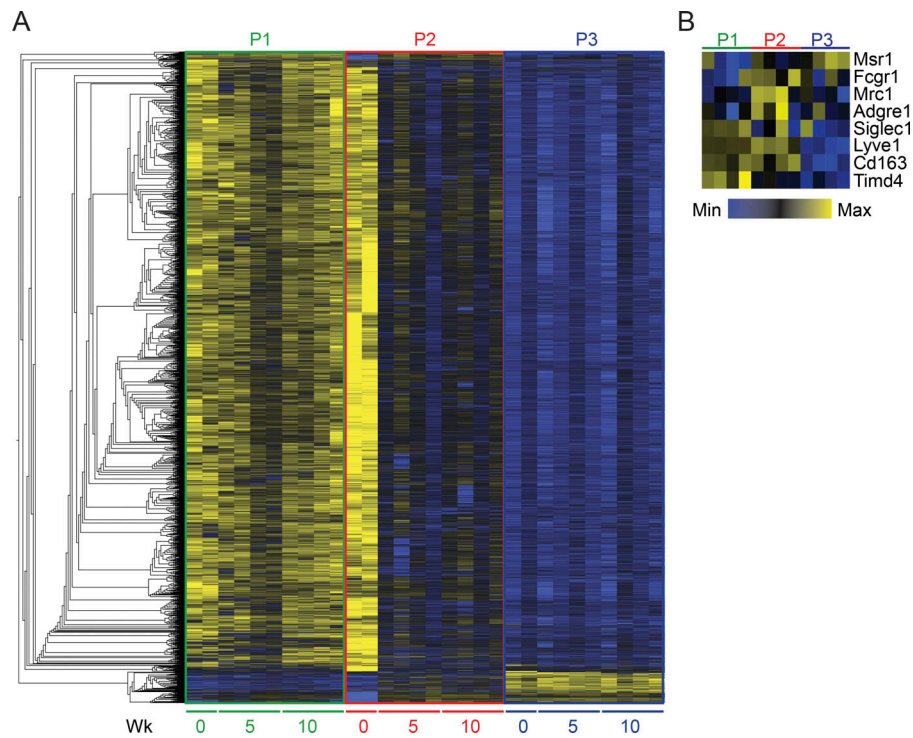 A
P1 P2 P3
Wk 0 5 10 0 5 10 0 5 10
B
P1 P2 P3
Msr1
Fcgr1
Mrc1
Adgre1
Siglec1
Lyve1
Cd163
Timd4
Min Max